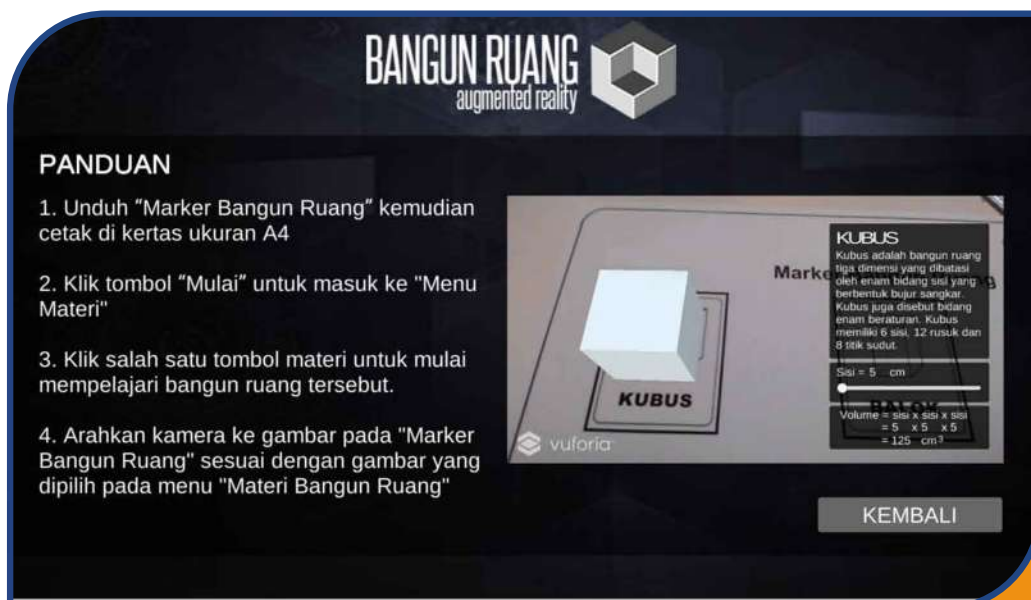 BANGUN RUANG
augmented reality
PANDUAN
1. Unduh "Marker Bangun Ruang" kemudian
cetak di kertas ukuran A4
2. Klik tombol "Mulai" untuk masuk ke "Menu
Materi"
3. Klik salah satu tombol materi untuk mulai
mempelajari bangun ruang tersebut.
4. Arahkan kamera ke gambar pada "Marker
Bangun Ruang" sesuai dengan gambar yang
dipilih pada menu "Materi Bangun Ruang"
KUBUS
Kubus adalah bangun ruang
tiga dimensi yang dibatasi
oleh enam bidang sisi yang
berbentuk bujur sangkar.
Kubus juga disebut bidang
enam beraturan. Kubus
memiliki 6 sisi, 12 rusuk dan
8 titik sudut.
Sisi = 5 cm
Volume = sisi x sisi x sisi
= 5 x 5 x 5
= 125 cm³
Marke
KUBUS
BALOK
vuforia
KEMBALI